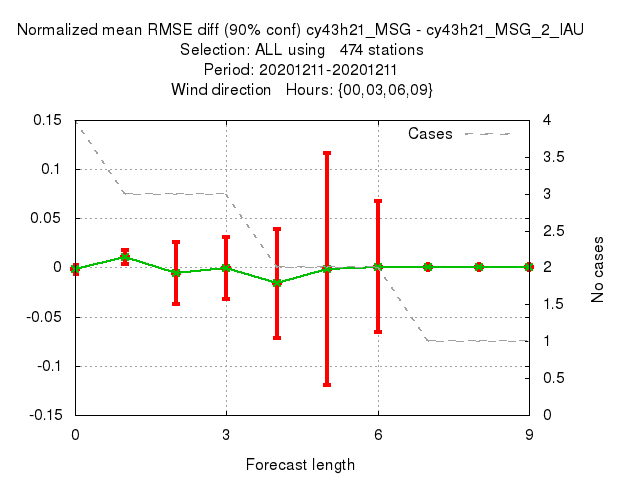 Normalized mean RMSE diff (90% conf) cy43h21_MSG - cy43h21_MSG_2_IAU
Selection: ALL using   474 stations
Period: 20201211-20201211
Wind direction   Hours: {00,03,06,09}
Cases
0.15
0.1
0.05
0
-0.05
-0.1
-0.15
4
3.5
3
2.5
2
1.5
1
0.5
0
No cases
0
3
6
9
Forecast length